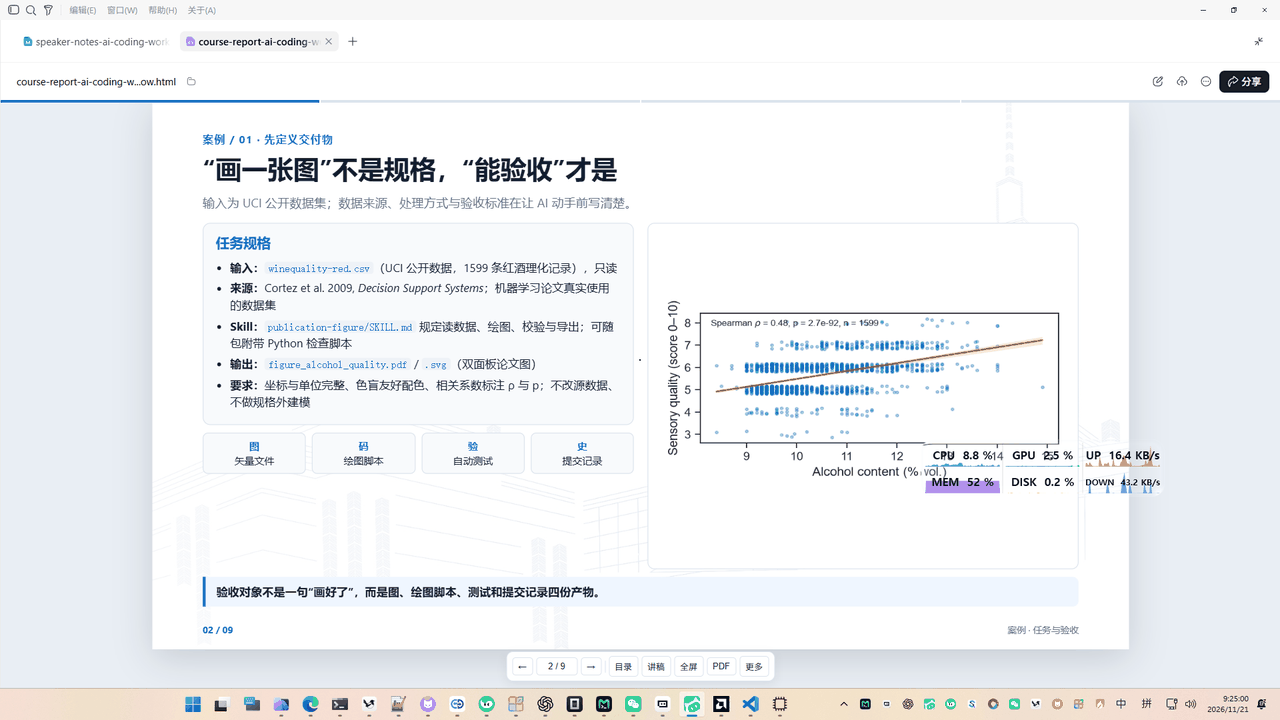 编辑(E) 窗口(W) 帮助(H) 关于(A)
speaker-notes-ai-coding-work
course-report-ai-coding-w
course-report-ai-coding-w...ow.html
分享
案例 / 01 · 先定义交付物
“画一张图”不是规格，“能验收”才是
输入为 UCI 公开数据集；数据来源、处理方式与验收标准在让 AI 动手前写清楚。
任务规格
• 输入： winequality-red.csv （UCI 公开数据，1599 条红酒理化记录），只读
• 来源：Cortez et al. 2009, Decision Support Systems；机器学习论文真实使用
的数据集
• Skill： publication-figure/SKILL.md 规定读数据、绘图、校验与导出；可随
包附带 Python 检查脚本
• 输出： figure_alcohol_quality.pdf / .svg （双面板论文图）
• 要求：坐标与单位完整、色盲友好配色、相关系数标注 ρ 与 p；不改源数据、
不做规格外建模
图
矢量文件
码
绘图脚本
验
自动测试
史
提交记录
Sensory quality (score 0–10)
8
7
6
5
4
3
Spearman ρ = 0.48, p = 2.7e-92, n = 1599
9 10 11 12 14
Alcohol content (% vol.)
CPU 8.8 % GPU 2.5 % UP 16.4 KB/s
MEM 52 % DISK 0.2 % DOWN 43.2 KB/s
验收对象不是一句“画好了”，而是图、绘图脚本、测试和提交记录四份产物。
02 / 09
案例 · 任务与验收
← 2 / 9 → 目录 讲稿 全屏 PDF 更多
中 拼
9:25:00
2026/11/21